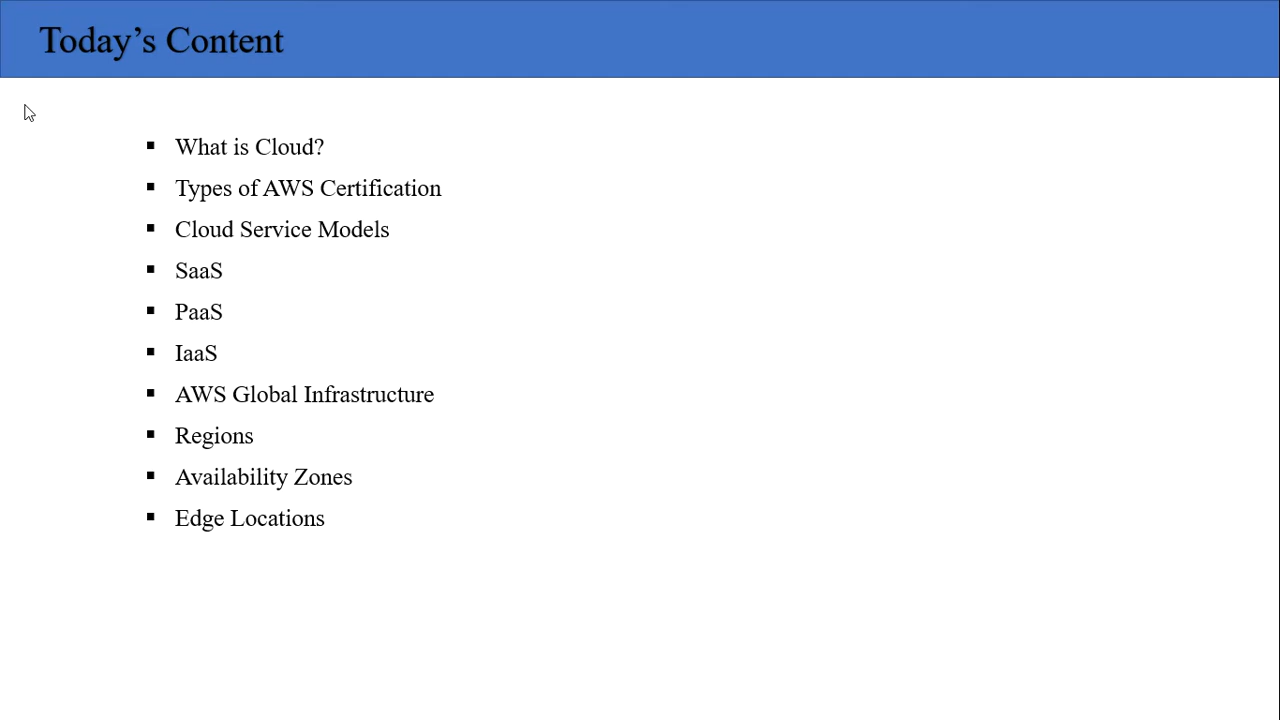 Today’s Content
▪ What is Cloud?
▪ Types of AWS Certification
▪ Cloud Service Models
▪ SaaS
▪ PaaS
▪ IaaS
▪ AWS Global Infrastructure
▪ Regions
▪ Availability Zones
▪ Edge Locations